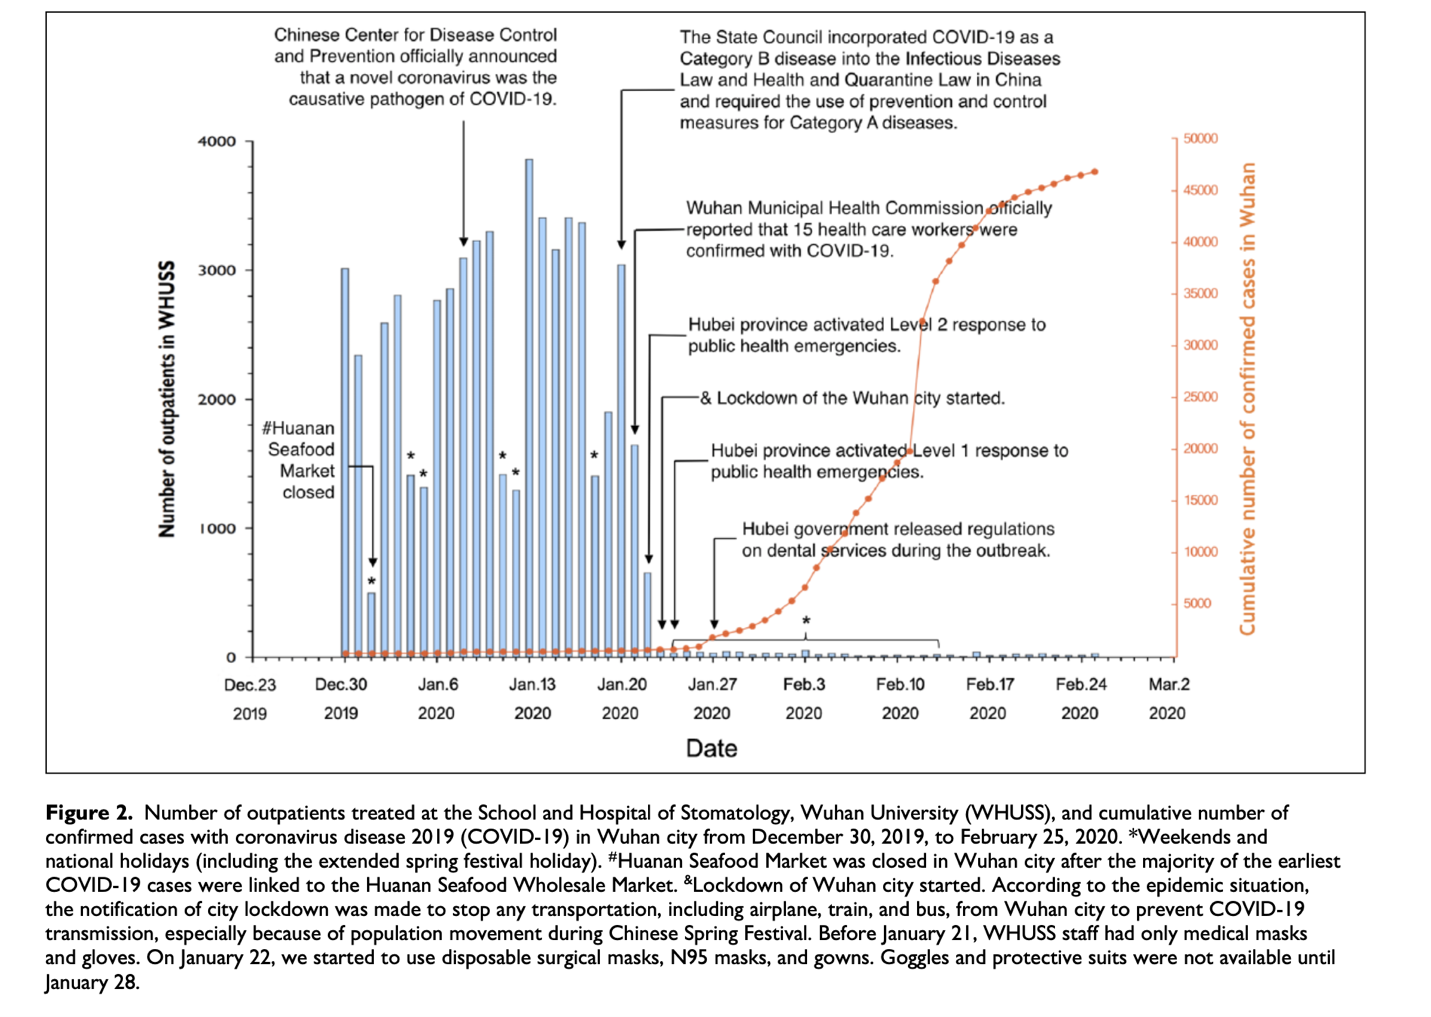 Chinese Center for Disease Control
and Prevention officially announced
that a novel coronavirus was the
causative pathogen of COVID-19.
The State Council incorporated COVID-19 as a
Category B disease into the Infectious Diseases
Law and Health and Quarantine Law in China
and required the use of prevention and control
measures for Category A diseases.
Wuhan Municipal Health Commission officially
reported that 15 health care workers were
confirmed with COVID-19.
Hubei province activated Level 2 response to
public health emergencies.
& Lockdown of the Wuhan city started.
Hubei province activated Level 1 response to
public health emergencies.
Hubei government released regulations
on dental services during the outbreak.
#Huanan
Seafood
Market
closed
*
*
*
*
*
*
*
Number of outpatients in WHUSS
4000
3000
2000
1000
0
Cumulative number of confirmed cases in Wuhan
50000
45000
40000
35000
30000
25000
20000
15000
10000
5000
Dec.23 Dec.30 Jan.6 Jan.13 Jan.20 Jan.27 Feb.3 Feb.10 Feb.17 Feb.24 Mar.2
2019 2019 2020 2020 2020 2020 2020 2020 2020 2020 2020
Date
Figure 2. Number of outpatients treated at the School and Hospital of Stomatology, Wuhan University (WHUSS), and cumulative number of
confirmed cases with coronavirus disease 2019 (COVID-19) in Wuhan city from December 30, 2019, to February 25, 2020. *Weekends and
national holidays (including the extended spring festival holiday). #Huanan Seafood Market was closed in Wuhan city after the majority of the earliest
COVID-19 cases were linked to the Huanan Seafood Wholesale Market. &Lockdown of Wuhan city started. According to the epidemic situation,
the notification of city lockdown was made to stop any transportation, including airplane, train, and bus, from Wuhan city to prevent COVID-19
transmission, especially because of population movement during Chinese Spring Festival. Before January 21, WHUSS staff had only medical masks
and gloves. On January 22, we started to use disposable surgical masks, N95 masks, and gowns. Goggles and protective suits were not available until
January 28.